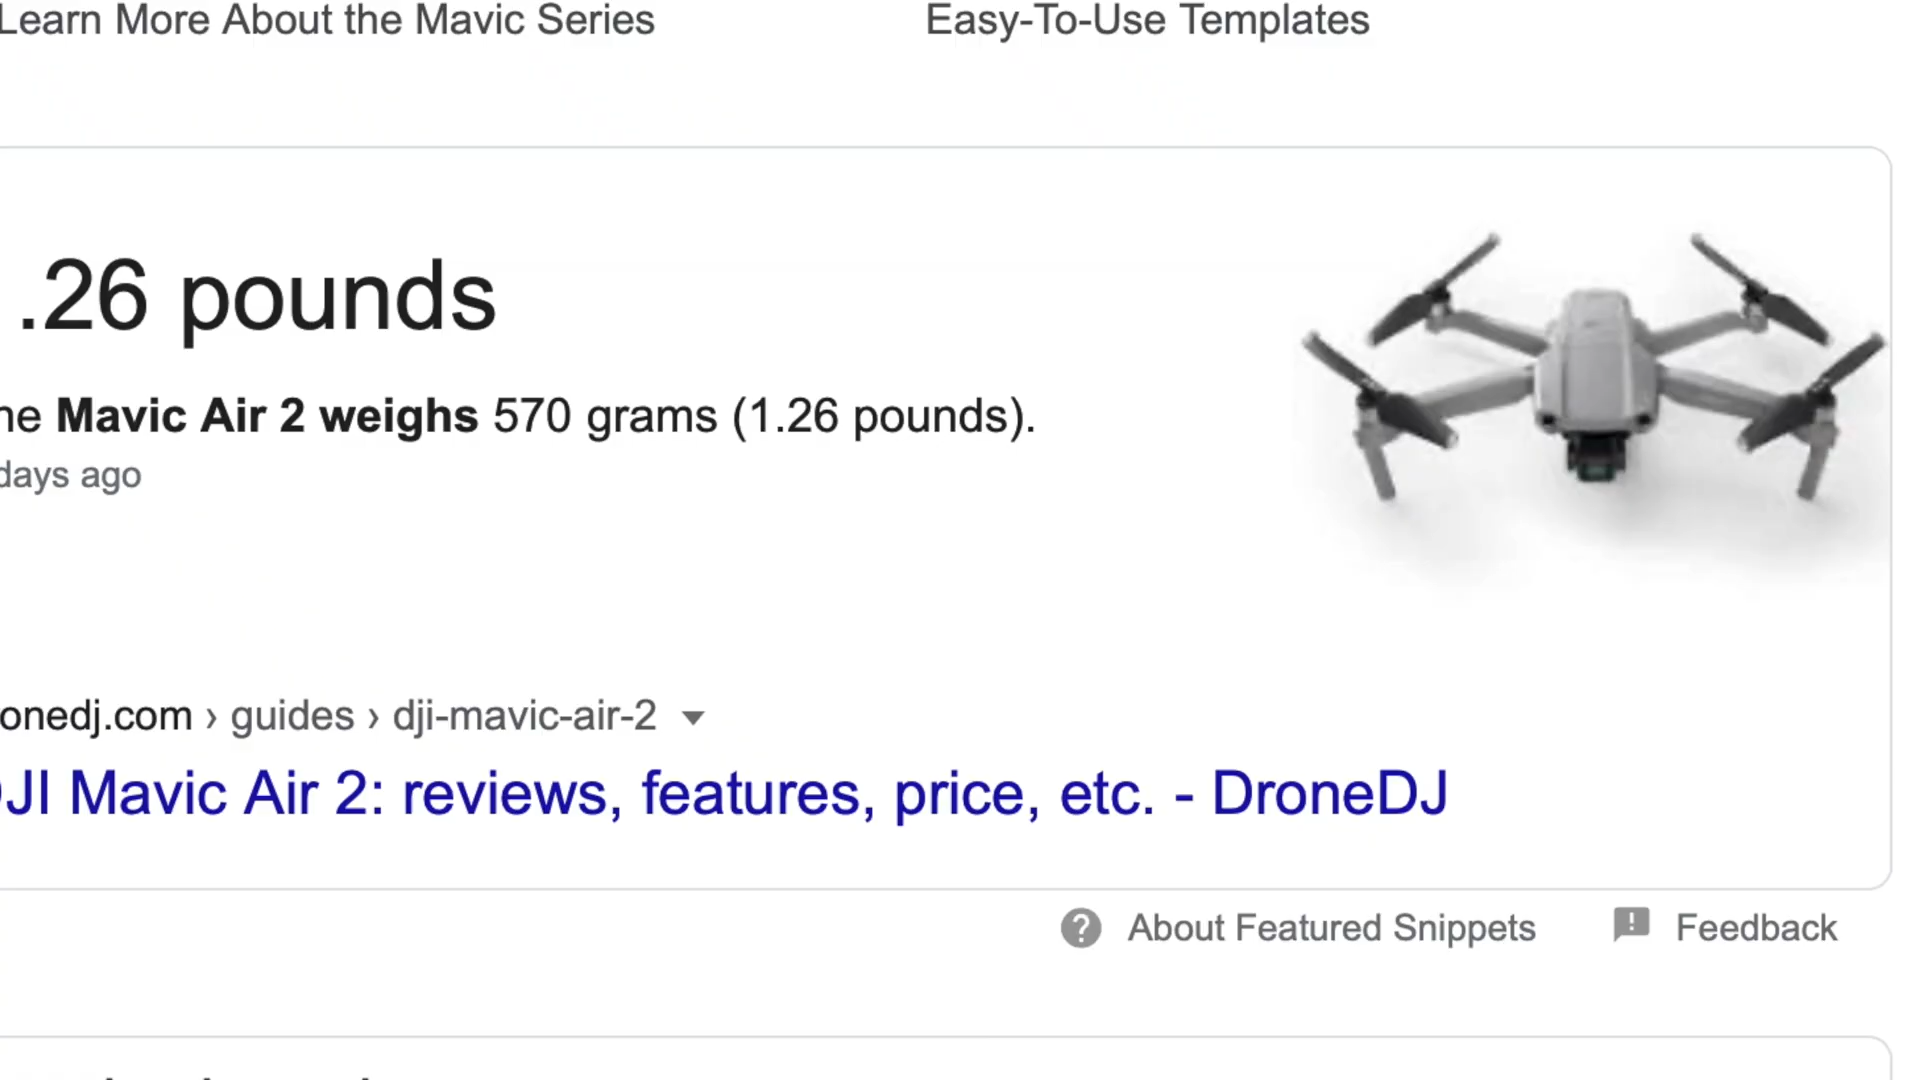 Learn More About the Mavic Series
Easy-To-Use Templates
.26 pounds
he Mavic Air 2 weighs 570 grams (1.26 pounds).
days ago
onedj.com › guides › dji-mavic-air-2
JI Mavic Air 2: reviews, features, price, etc. - DroneDJ
About Featured Snippets
Feedback